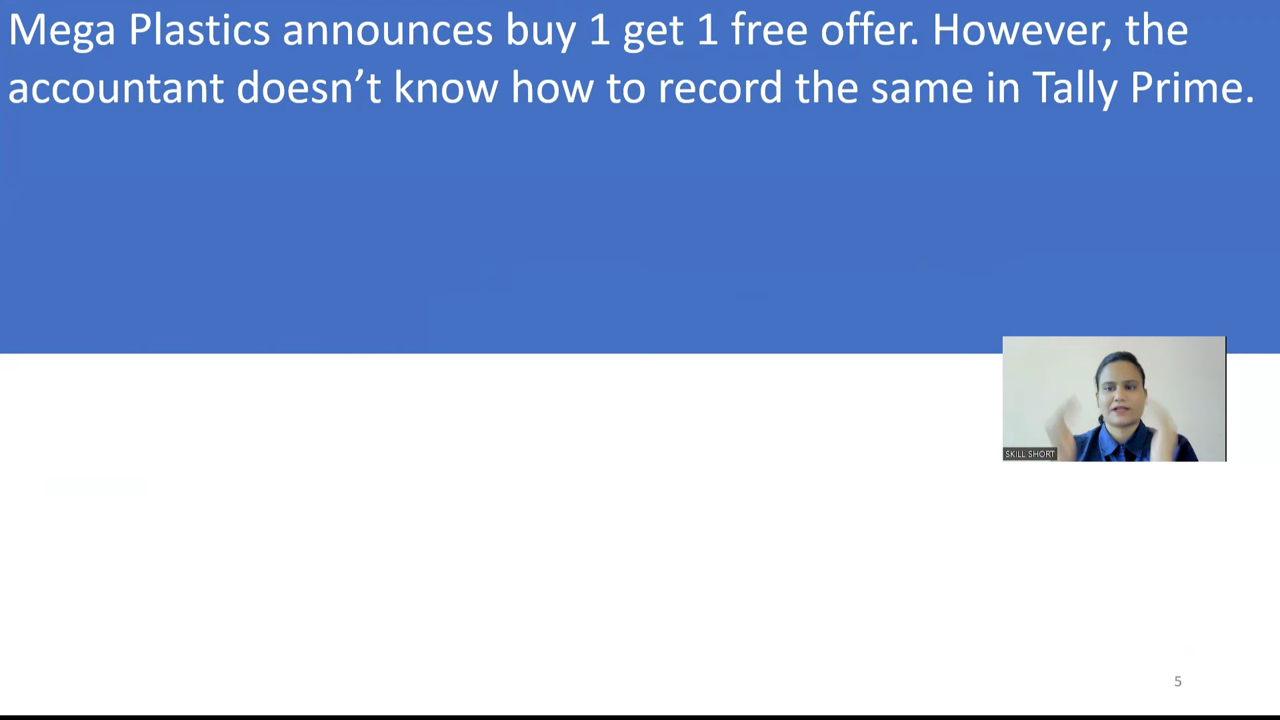 Mega Plastics announces buy 1 get 1 free offer. However, the
accountant doesn’t know how to record the same in Tally Prime.
SKILL SHORT
5